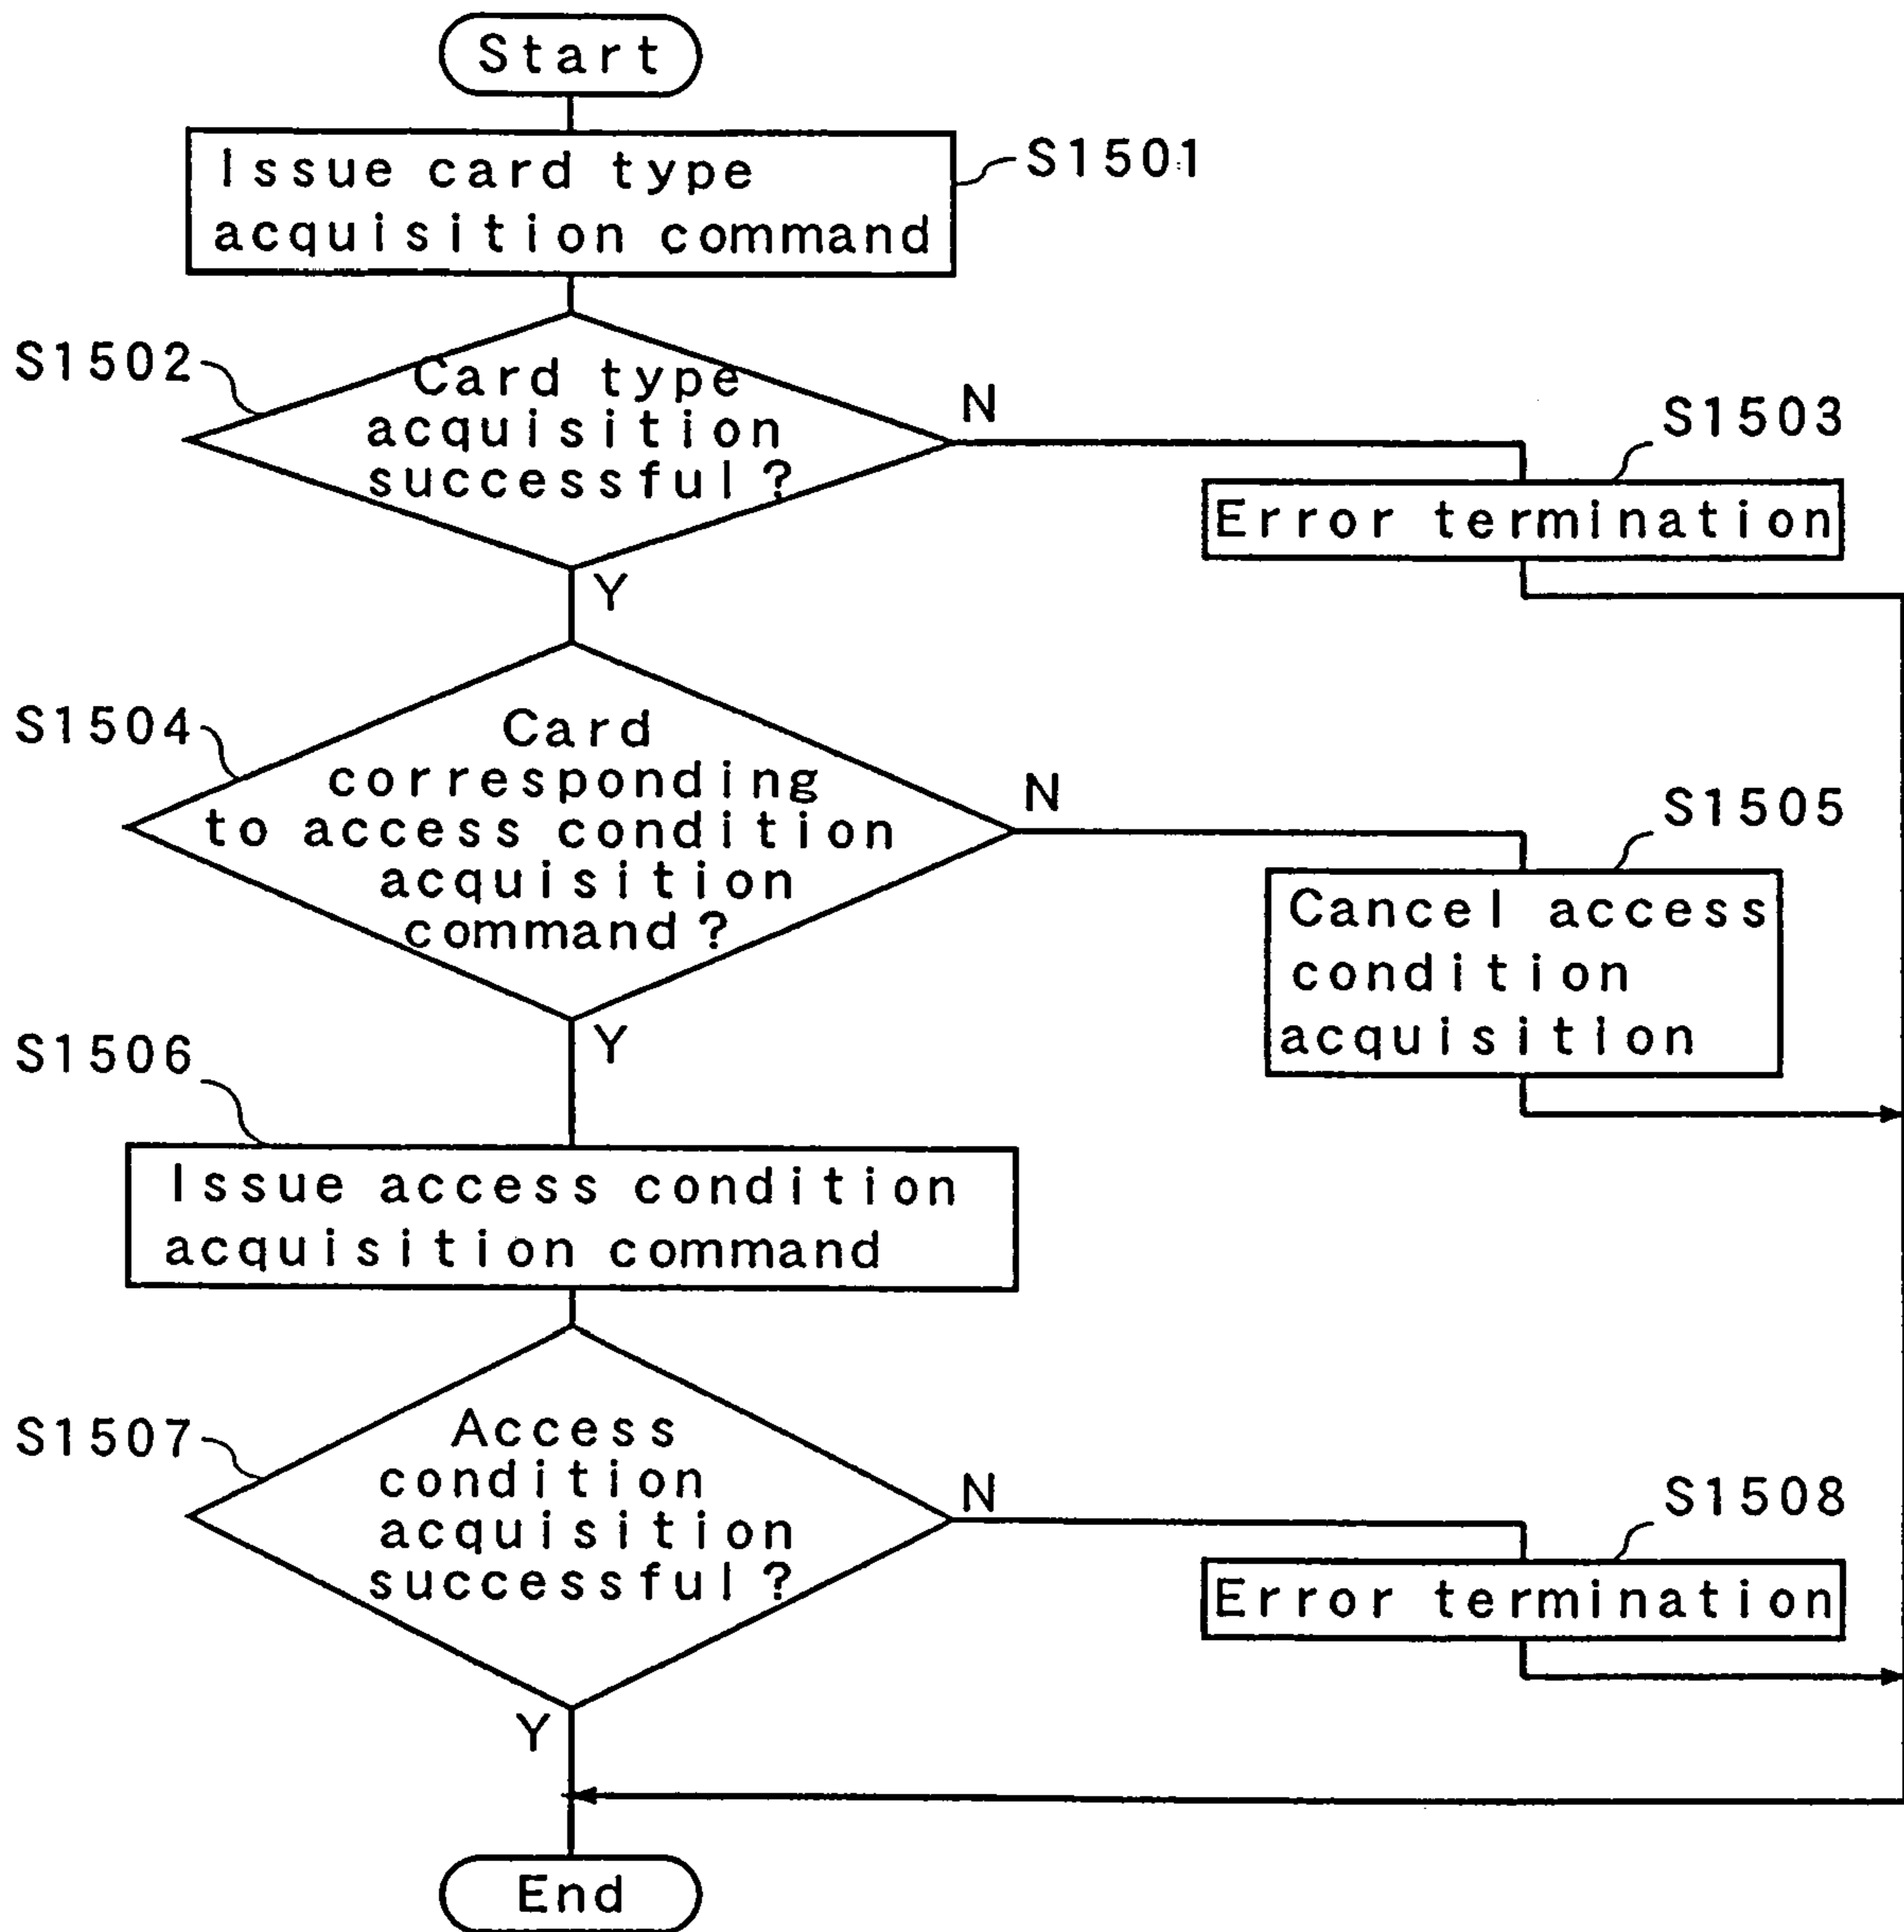 Start
Issue card type
acquisition command
S1501
S1502
Card type
acquisition
successful?
N
S1503
Error termination
Y
S1504
Card
corresponding
to access condition
acquisition
command?
N
S1505
Cancel access
condition
acquisition
Y
S1506
Issue access condition
acquisition command
S1507
Access
condition
acquisition
successful?
N
S1508
Error termination
Y
End